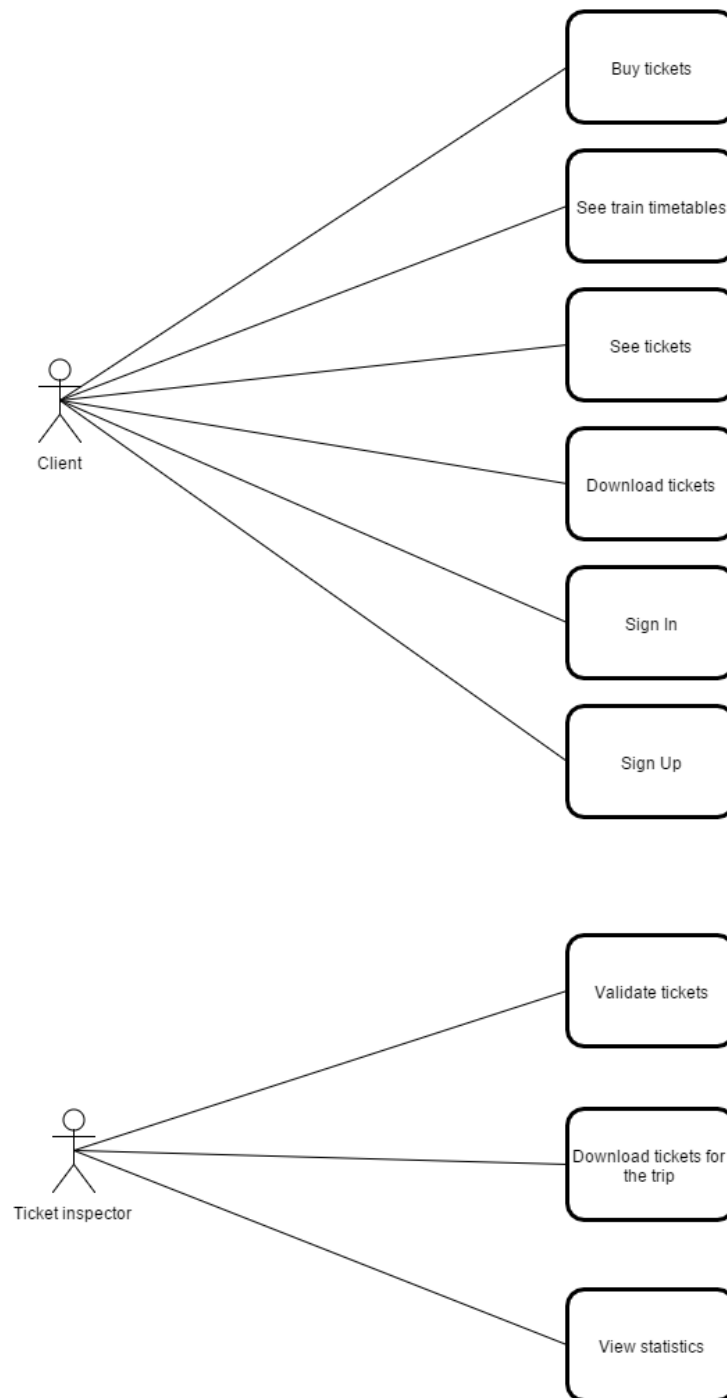 Buy tickets
See train timetables
See tickets
Client
Download tickets
Sign In
Sign Up
Validate tickets
Ticket inspector
Download tickets for
the trip
View statistics